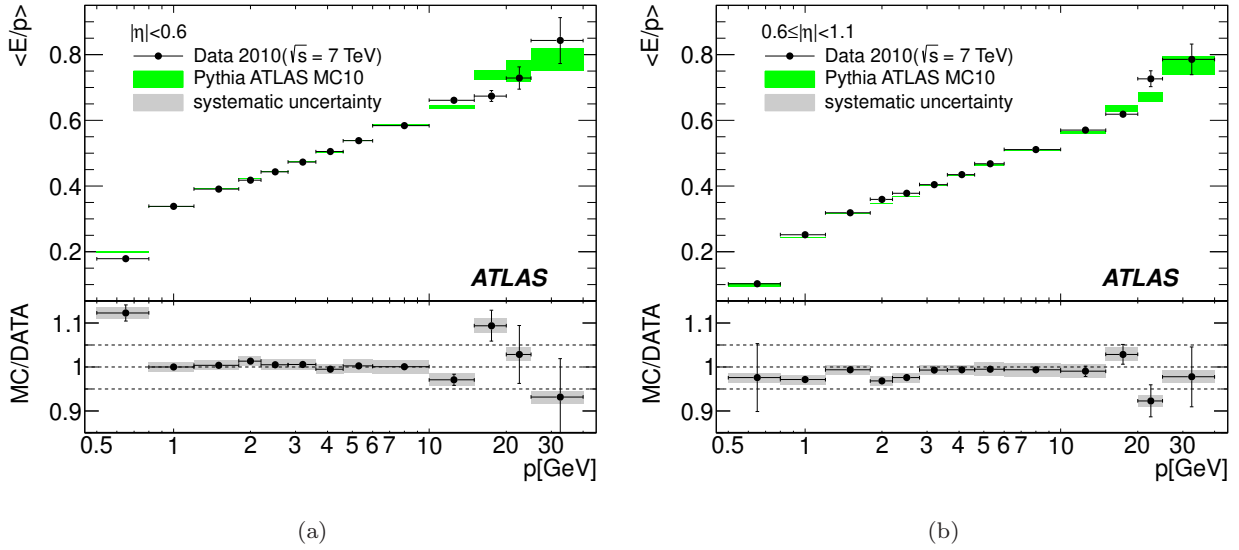 <E/p>
|η|<0.6
Data 2010(√s = 7 TeV)
Pythia ATLAS MC10
systematic uncertainty
0.8
0.6
0.4
0.2
ATLAS
MC/DATA
1.1
1
0.9
0.5 1 2 3 4 5 6 7 10 20 30
p[GeV]
(a)
<E/p>
0.6≤|η|<1.1
Data 2010(√s = 7 TeV)
Pythia ATLAS MC10
systematic uncertainty
0.8
0.6
0.4
0.2
ATLAS
MC/DATA
1.1
1
0.9
0.5 1 2 3 4 5 6 7 10 20 30
p[GeV]
(b)